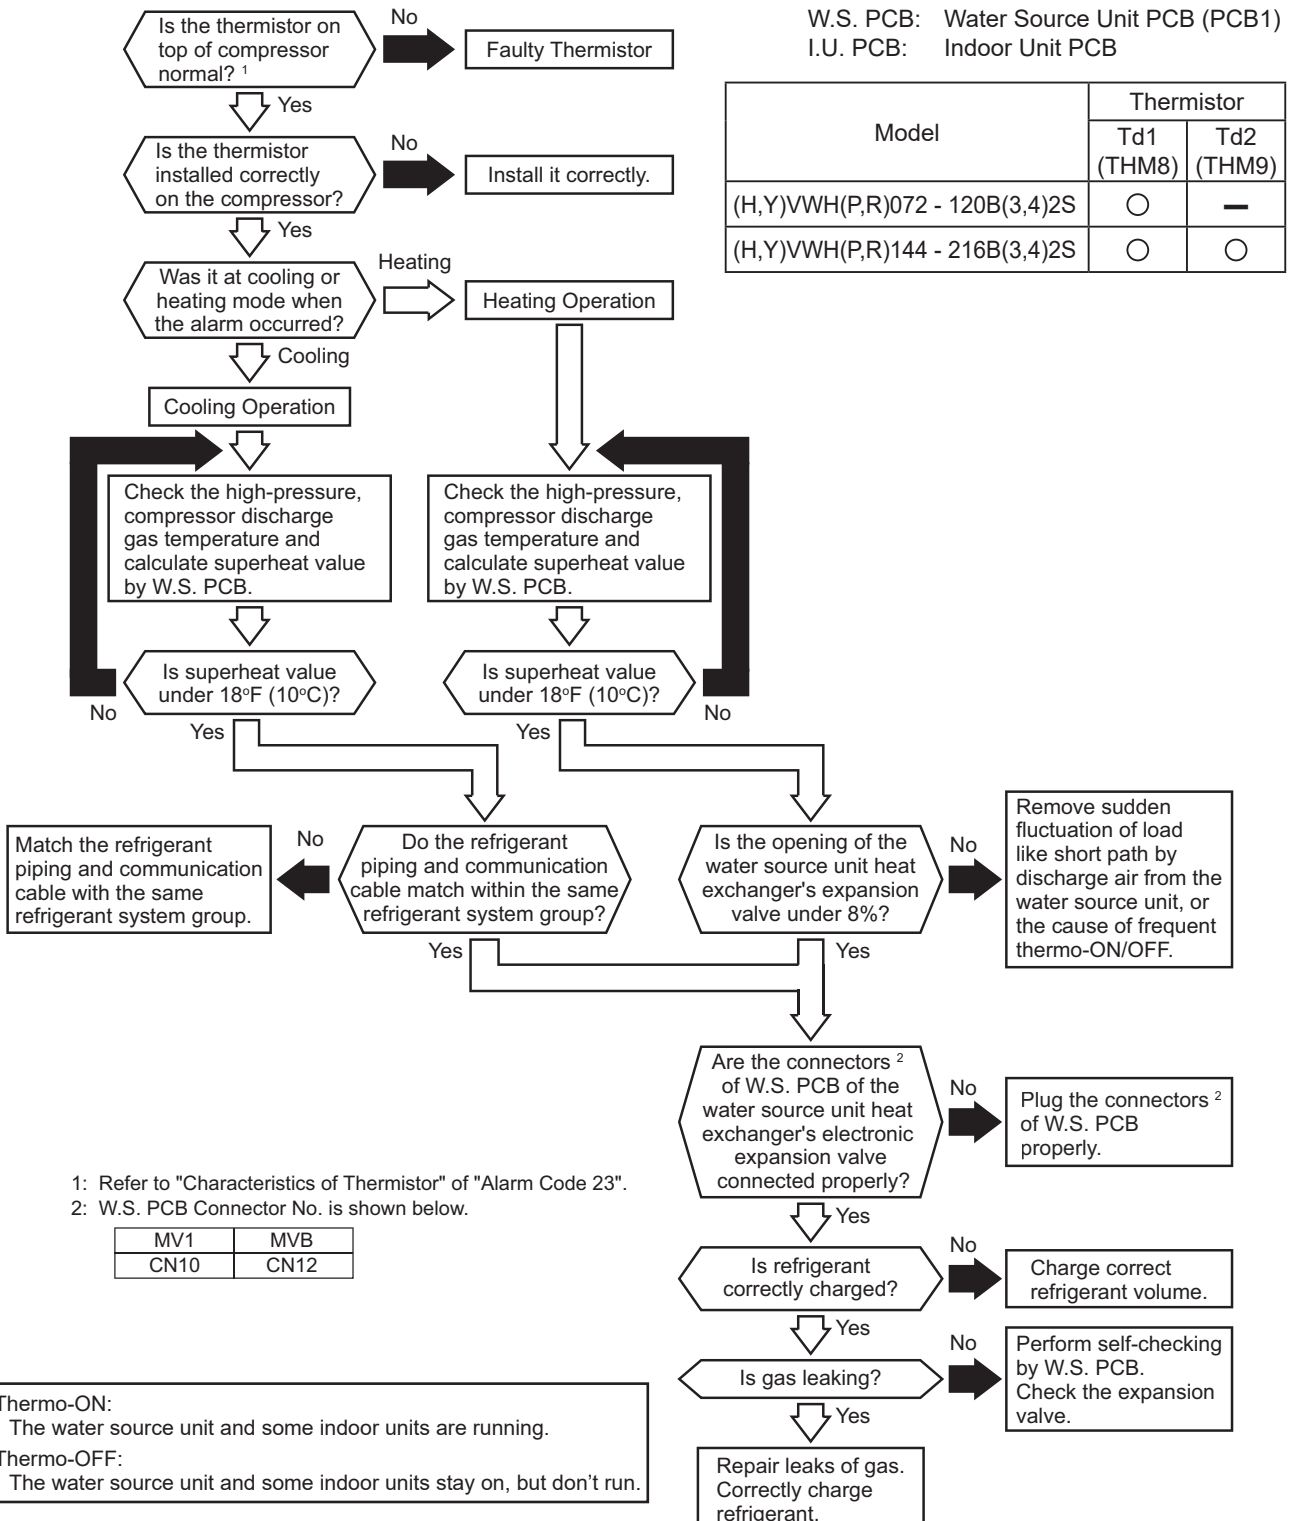 Is the thermistor on
top of compressor
normal? 1
No
Faulty Thermistor
W.S. PCB: Water Source Unit PCB (PCB1)
I.U. PCB: Indoor Unit PCB
Model
Thermistor
Td1
(THM8)
Td2
(THM9)
(H,Y)VWH(P,R)072 - 120B(3,4)2S ○ –
(H,Y)VWH(P,R)144 - 216B(3,4)2S ○ ○
Yes
Is the thermistor
installed correctly
on the compressor?
No
Install it correctly.
Yes
Was it at cooling or
heating mode when
the alarm occurred?
Heating
Heating Operation
Cooling
Cooling Operation
Check the high-pressure,
compressor discharge
gas temperature and
calculate superheat value
by W.S. PCB.
Check the high-pressure,
compressor discharge
gas temperature and
calculate superheat value
by W.S. PCB.
Is superheat value
under 18°F (10°C)?
No
Yes
Is superheat value
under 18°F (10°C)?
No
Yes
Match the refrigerant
piping and communication
cable with the same
refrigerant system group.
No
Do the refrigerant
piping and communication
cable match within the same
refrigerant system group?
Yes
Is the opening of the
water source unit heat
exchanger's expansion
valve under 8%?
No
Yes
Remove sudden
fluctuation of load
like short path by
discharge air from the
water source unit, or
the cause of frequent
thermo-ON/OFF.
Are the connectors 2
of W.S. PCB of the
water source unit heat
exchanger's electronic
expansion valve
connected properly?
No
Plug the connectors 2
of W.S. PCB
properly.
Yes
Is refrigerant
correctly charged?
No
Charge correct
refrigerant volume.
Yes
Is gas leaking?
No
Perform self-checking
by W.S. PCB.
Check the expansion
valve.
Yes
Repair leaks of gas.
Correctly charge
refrigerant.
1: Refer to "Characteristics of Thermistor" of "Alarm Code 23".
2: W.S. PCB Connector No. is shown below.
MV1 MVB
CN10 CN12
Thermo-ON:
The water source unit and some indoor units are running.
Thermo-OFF:
The water source unit and some indoor units stay on, but don't run.